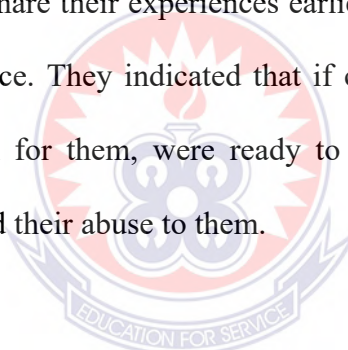 hare their experiences earlie
ce. They indicated that if
for them, were ready to
their abuse to them.
EDUCATION FOR SERVICE